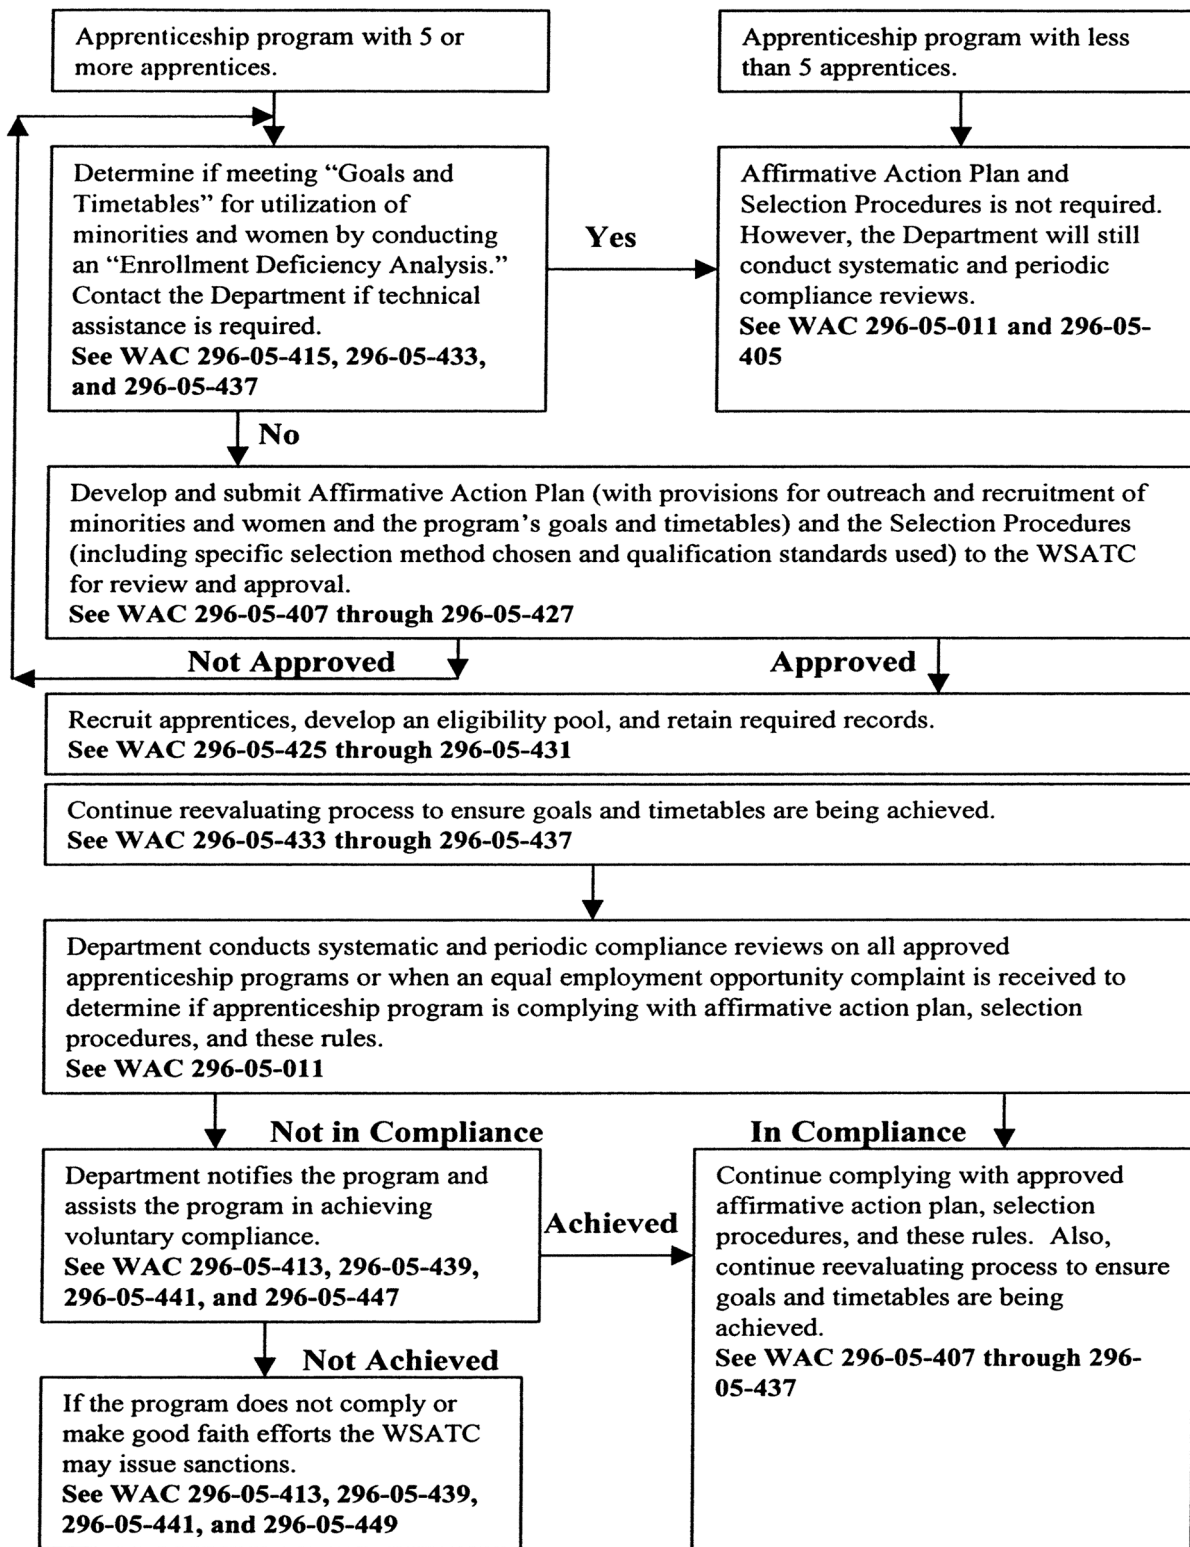 Apprenticeship program with 5 or
more apprentices.
Apprenticeship program with less
than 5 apprentices.
Determine if meeting “Goals and
Timetables” for utilization of
minorities and women by conducting
an “Enrollment Deficiency Analysis.”
Contact the Department if technical
assistance is required.
See WAC 296-05-415, 296-05-433,
and 296-05-437
Yes
Affirmative Action Plan and
Selection Procedures is not required.
However, the Department will still
conduct systematic and periodic
compliance reviews.
See WAC 296-05-011 and 296-05-
405
No
Develop and submit Affirmative Action Plan (with provisions for outreach and recruitment of
minorities and women and the program’s goals and timetables) and the Selection Procedures
(including specific selection method chosen and qualification standards used) to the WSATC
for review and approval.
See WAC 296-05-407 through 296-05-427
Not Approved
Approved
Recruit apprentices, develop an eligibility pool, and retain required records.
See WAC 296-05-425 through 296-05-431
Continue reevaluating process to ensure goals and timetables are being achieved.
See WAC 296-05-433 through 296-05-437
Department conducts systematic and periodic compliance reviews on all approved
apprenticeship programs or when an equal employment opportunity complaint is received to
determine if apprenticeship program is complying with affirmative action plan, selection
procedures, and these rules.
See WAC 296-05-011
Not in Compliance
In Compliance
Department notifies the program and
assists the program in achieving
voluntary compliance.
See WAC 296-05-413, 296-05-439,
296-05-441, and 296-05-447
Achieved
Continue complying with approved
affirmative action plan, selection
procedures, and these rules.  Also,
continue reevaluating process to ensure
goals and timetables are being
achieved.
See WAC 296-05-407 through 296-
05-437
Not Achieved
If the program does not comply or
make good faith efforts the WSATC
may issue sanctions.
See WAC 296-05-413, 296-05-439,
296-05-441, and 296-05-449